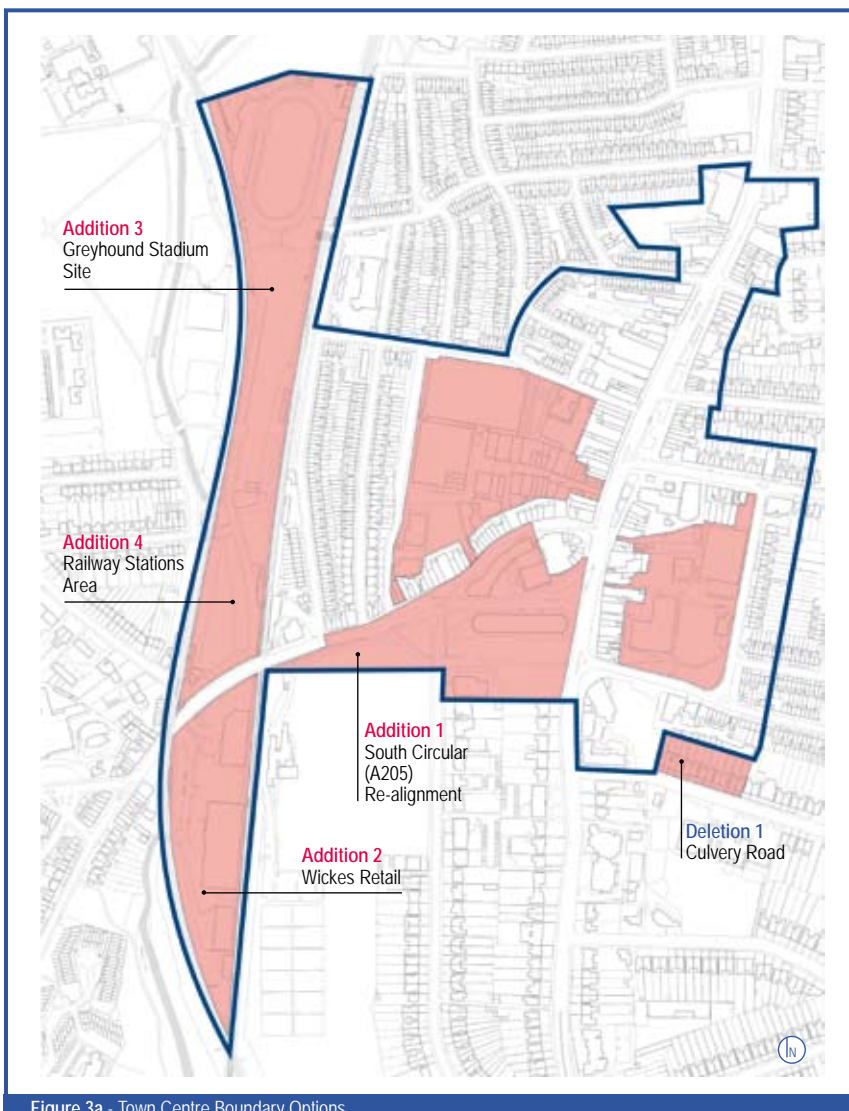 Addition 3
Greyhound Stadium
Site
Addition 4
Railway Stations
Area
Addition 1
South Circular
(A205)
Re-alignment
Addition 2
Wickes Retail
Deletion 1
Culvery Road
N
Figure 3a - Town Centre Boundary Options